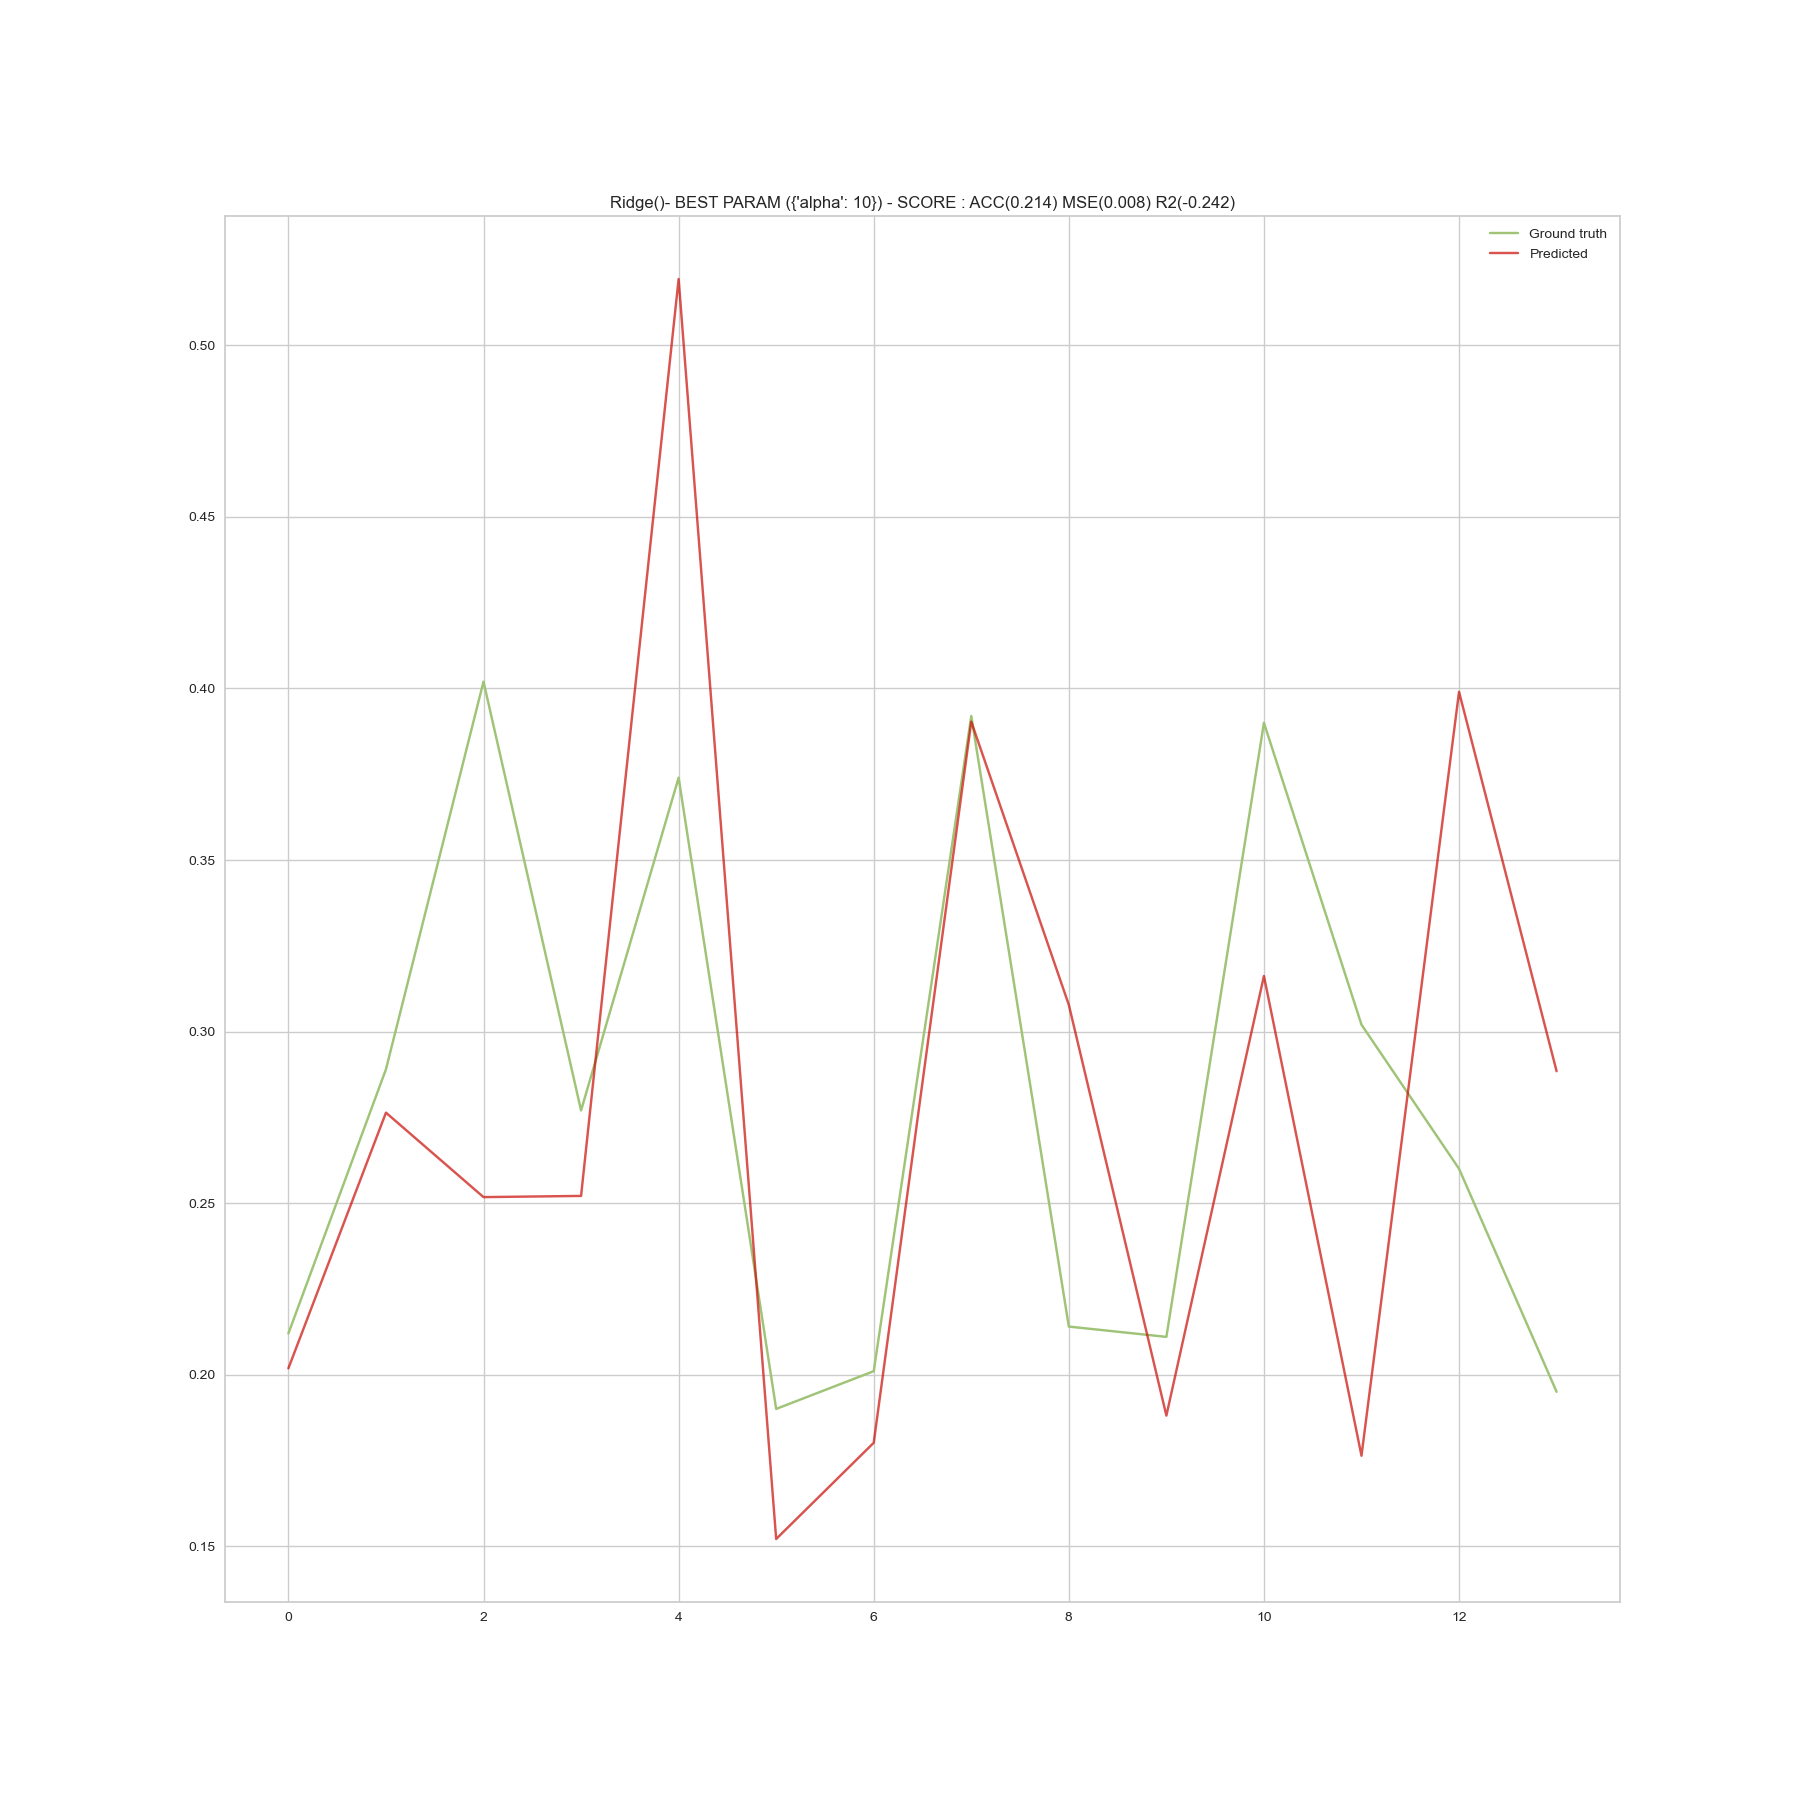 Ridge()- BEST PARAM ({'alpha': 10}) - SCORE : ACC(0.214) MSE(0.008) R2(-0.242)
Ground truth
Predicted
0.50
0.45
0.40
0.35
0.30
0.25
0.20
0.15
0 2 4 6 8 10 12